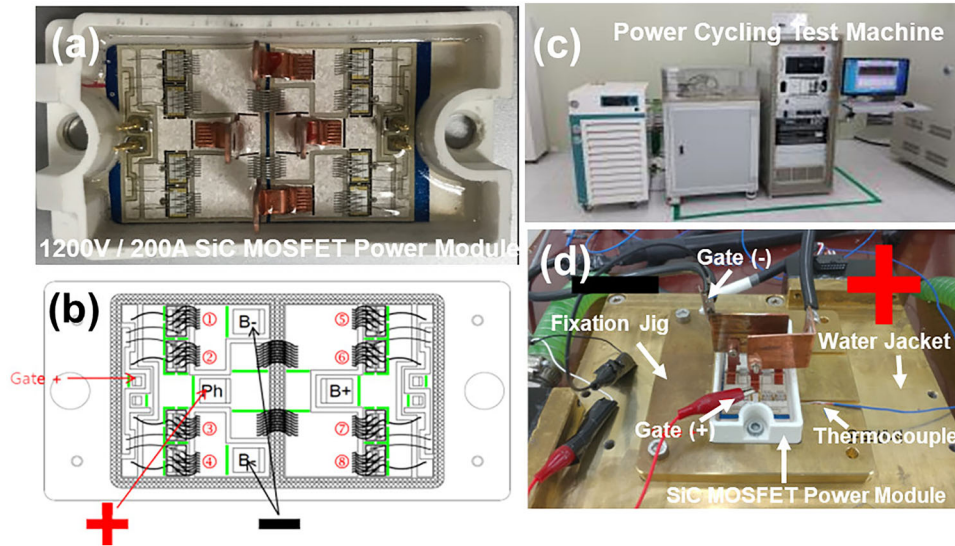 (a)
1200V / 200A SiC MOSFET Power Module
(b)
Gate +
①
②
③
④
⑤
⑥
⑦
⑧
B-
Ph
B+
B-
(c)
Power Cycling Test Machine
(d)
Gate (-)
Fixation Jig
Water Jacket
Gate (+)
Thermocouple
SiC MOSFET Power Module